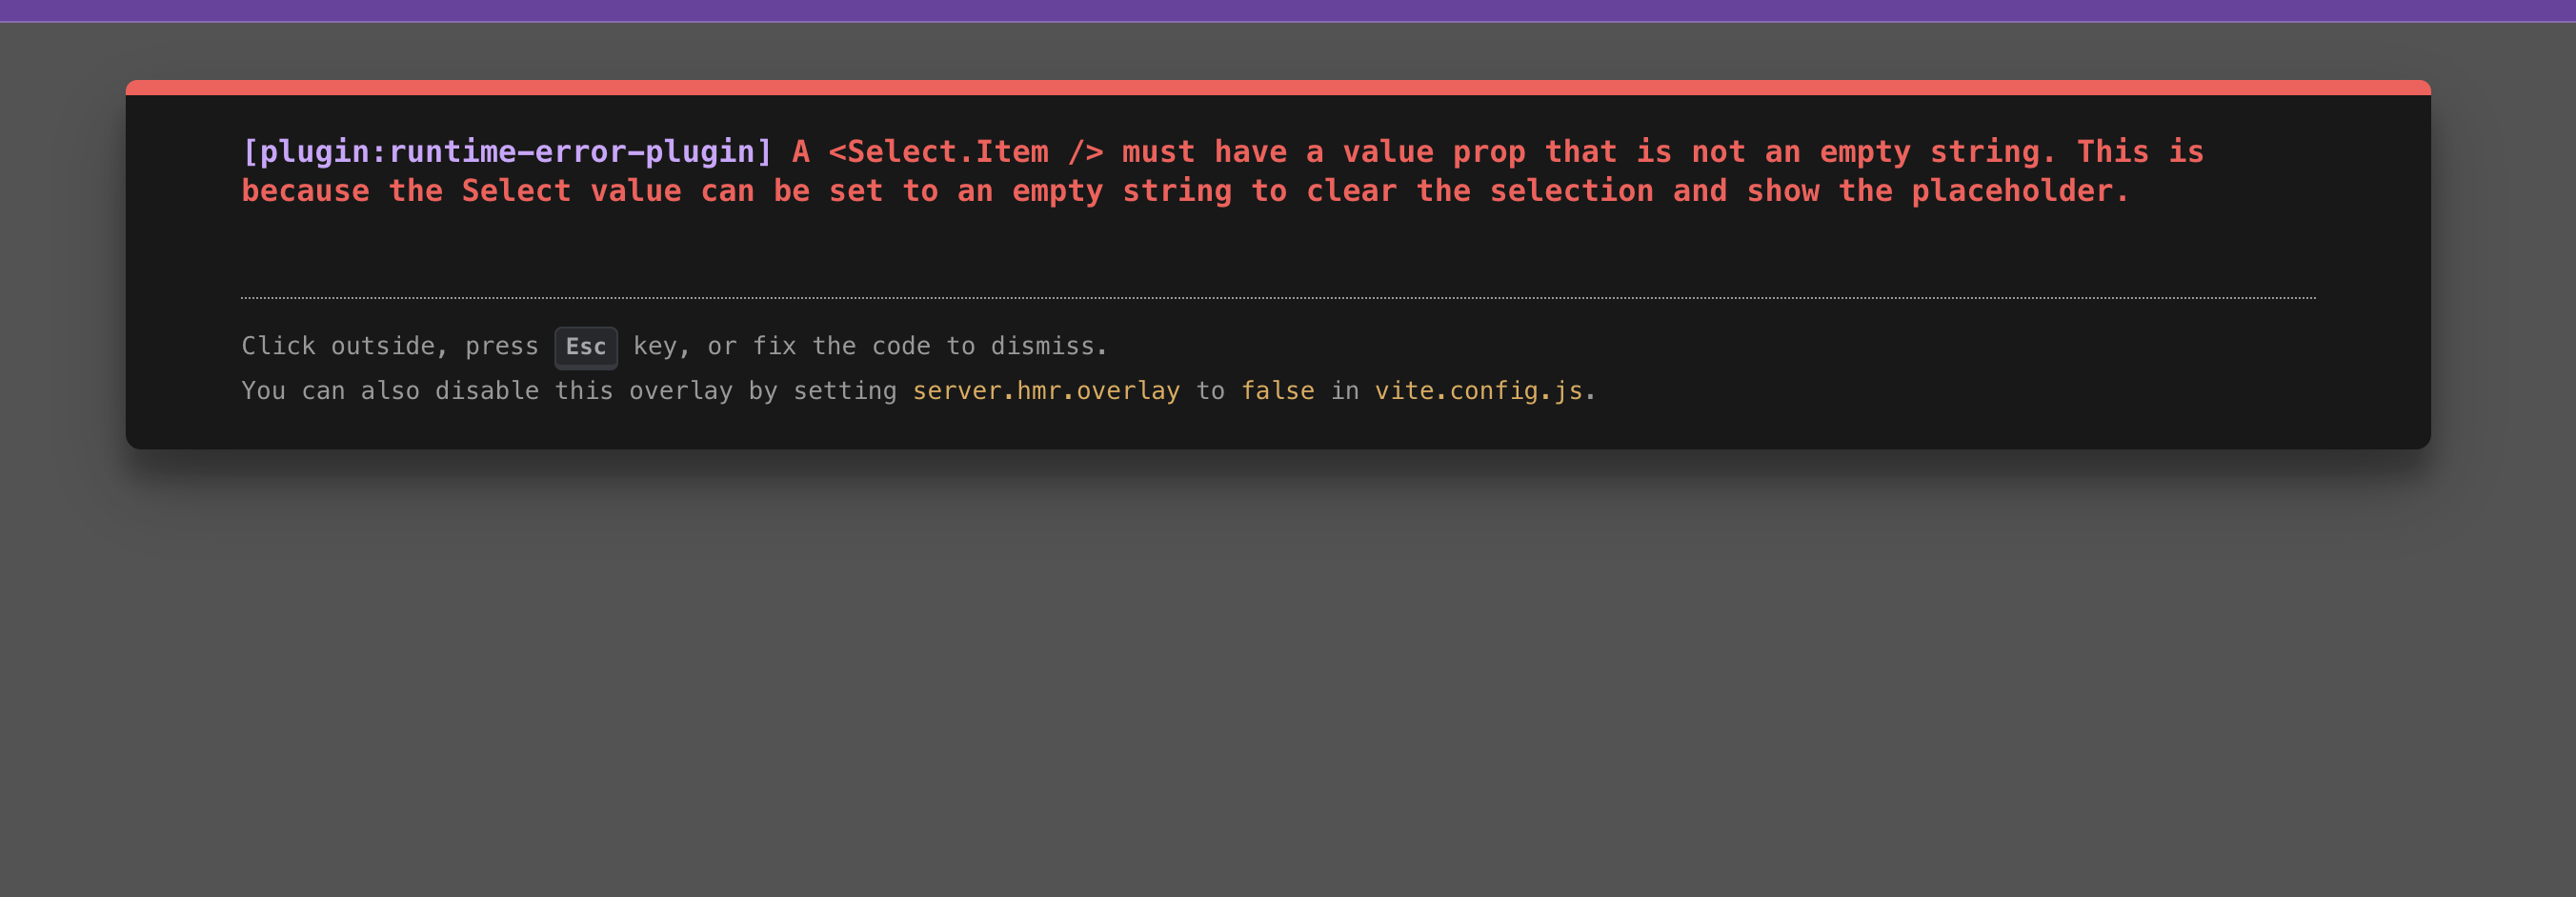 [plugin:runtime-error-plugin] A <Select.Item /> must have a value prop that is not an empty string. This is
because the Select value can be set to an empty string to clear the selection and show the placeholder.
Click outside, press Esc key, or fix the code to dismiss.
You can also disable this overlay by setting server.hmr.overlay to false in vite.config.js.